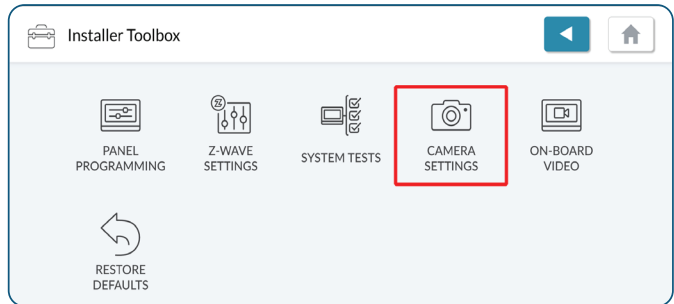 Installer Toolbox
PANEL
PROGRAMMING
Z-WAVE
SETTINGS
SYSTEM TESTS
CAMERA
SETTINGS
ON-BOARD
VIDEO
RESTORE
DEFAULTS